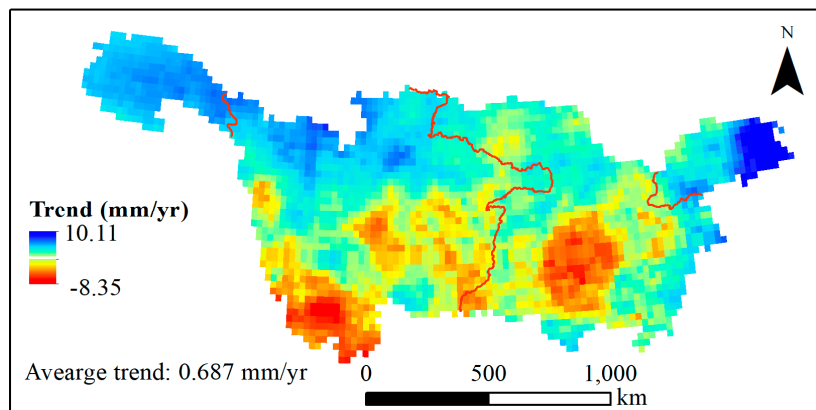 N
Trend (mm/yr)
10.11
-8.35
Avearge trend: 0.687 mm/yr
0 500 1,000
km